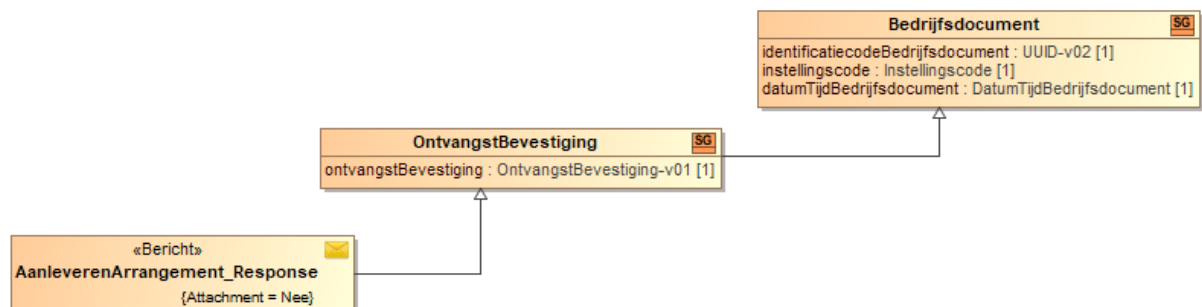 Bedrijfsdocument
SG
identificatiecodeBedrijfsdocument : UUID-v02 [1]
instellingscode : Instellingscode [1]
datumTijdBedrijfsdocument : DatumTijdBedrijfsdocument [1]
OntvangstBevestiging
SG
ontvangstBevestiging : OntvangstBevestiging-v01 [1]
«Bericht»
AanleverenArrangement_Response
{Attachment = Nee}